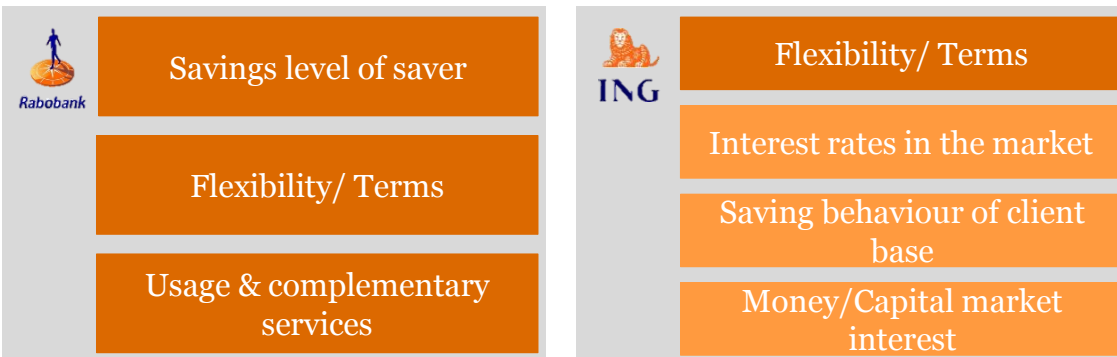 Rabobank
Savings level of saver
Flexibility/ Terms
Usage & complementary
services
ING
Flexibility/ Terms
Interest rates in the market
Saving behaviour of client
base
Money/Capital market
interest